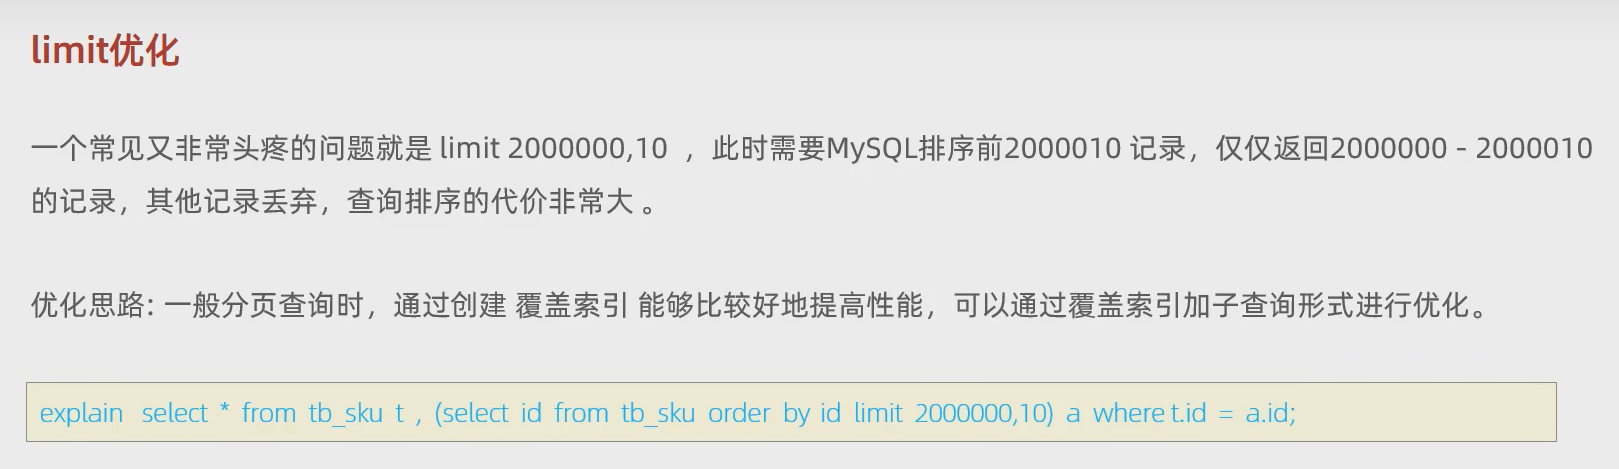 limit优化
一个常见又非常头疼的问题就是 limit 2000000,10 ，此时需要MySQL排序前2000010 记录，仅仅返回2000000 - 2000010
的记录，其他记录丢弃，查询排序的代价非常大 。
优化思路: 一般分页查询时，通过创建 覆盖索引 能够比较好地提高性能，可以通过覆盖索引加子查询形式进行优化。
explain select * from tb_sku t , (select id from tb_sku order by id limit 2000000,10) a where t.id = a.id;